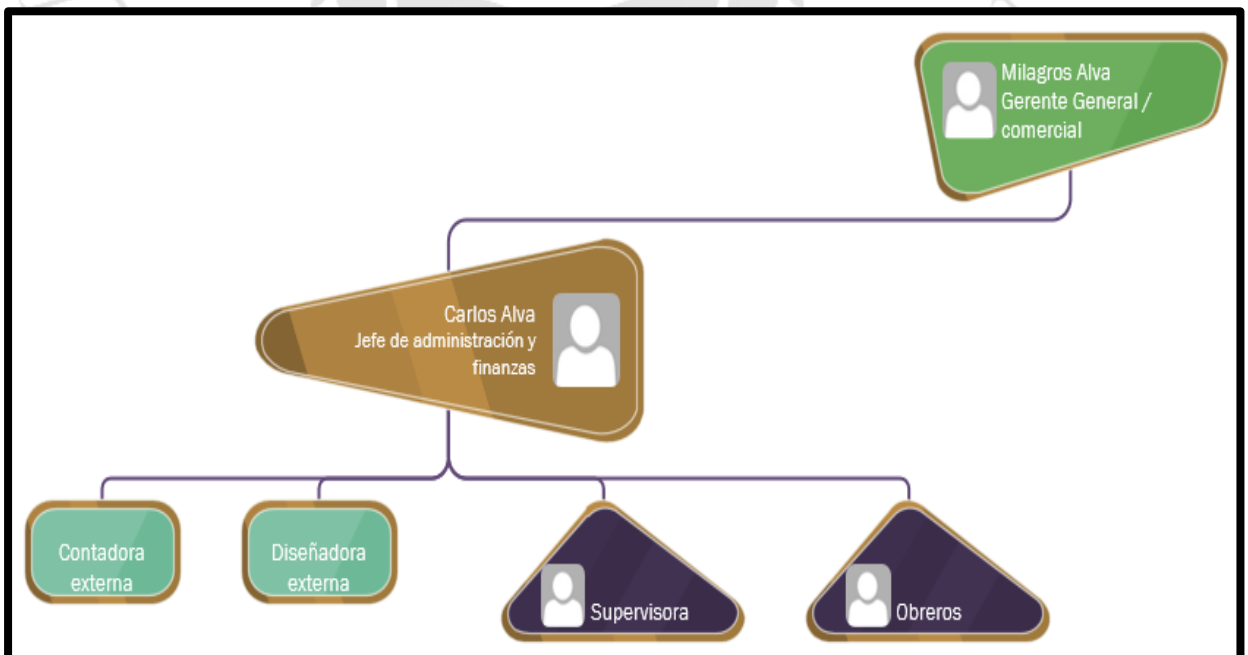 Milagros Alva
Gerente General /
comercial
Carlos Alva
Jefe de administración y
finanzas
Contadora
externa
Diseñadora
externa
Supervisora
Obreros